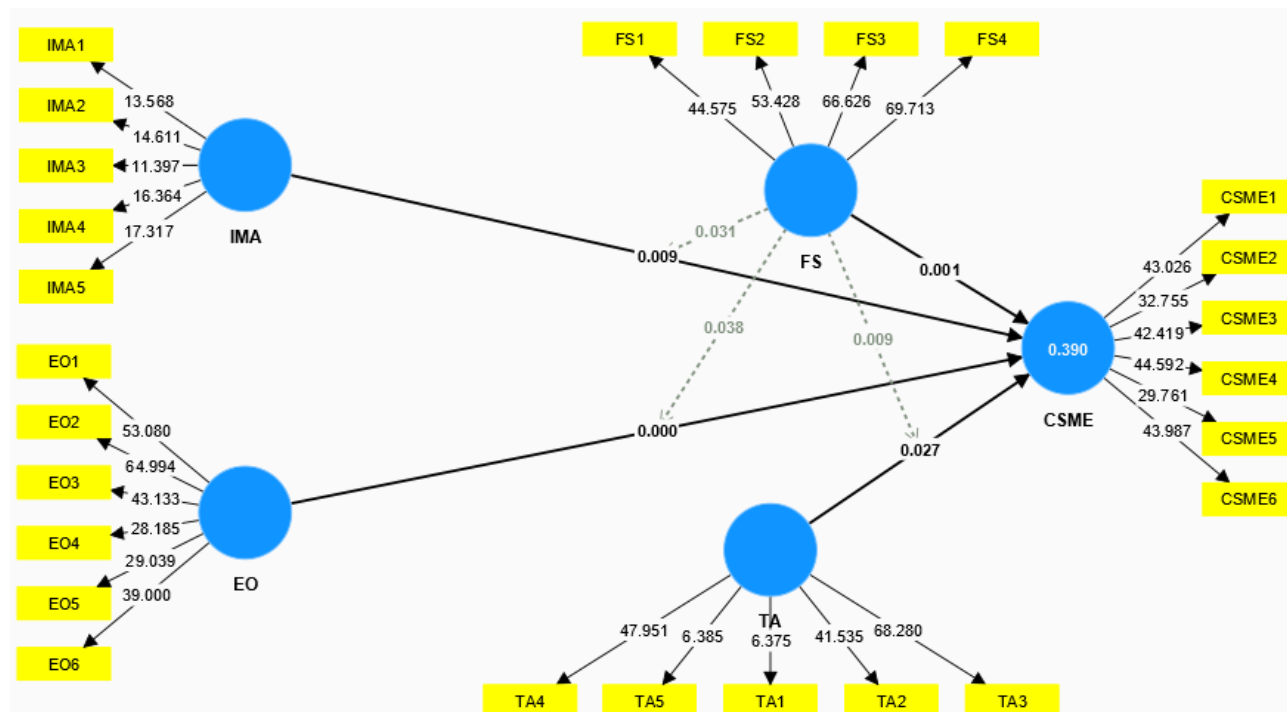 IMA1
IMA2
IMA3
IMA4
IMA5
13.568
14.611
11.397
16.364
17.317
IMA
FS1
FS2
FS3
FS4
44.575
53.428
66.626
69.713
FS
0.031
0.009
0.001
0.038
0.009
0.000
0.027
EO1
EO2
EO3
EO4
EO5
EO6
53.080
64.994
43.133
28.185
29.039
39.000
EO
0.390
CSME
43.026
32.755
42.419
44.592
29.761
43.987
CSME1
CSME2
CSME3
CSME4
CSME5
CSME6
TA
47.951
6.385
6.375
41.535
68.280
TA4
TA5
TA1
TA2
TA3